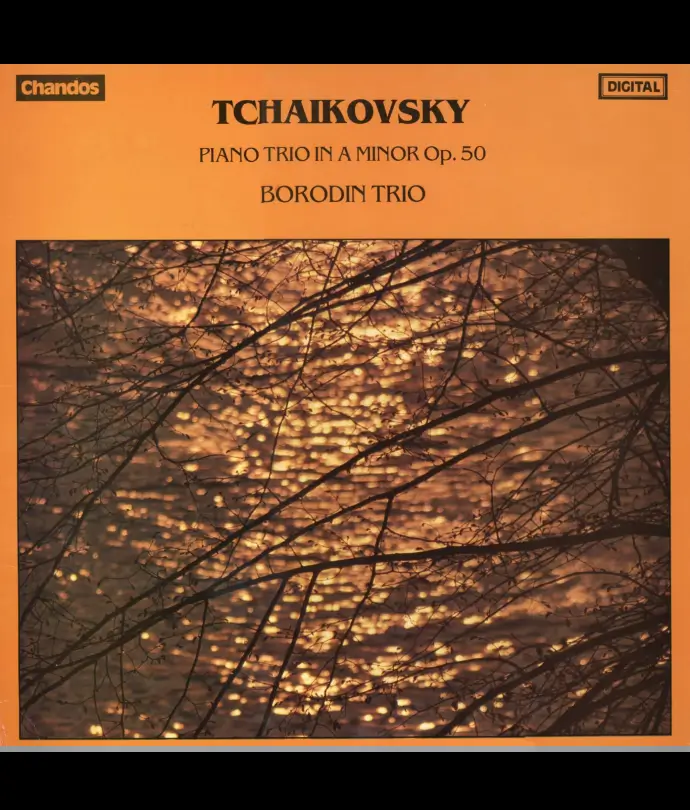 Chandos
DIGITAL
TCHAIKOVSKY
PIANO TRIO IN A MINOR Op. 50
BORODIN TRIO